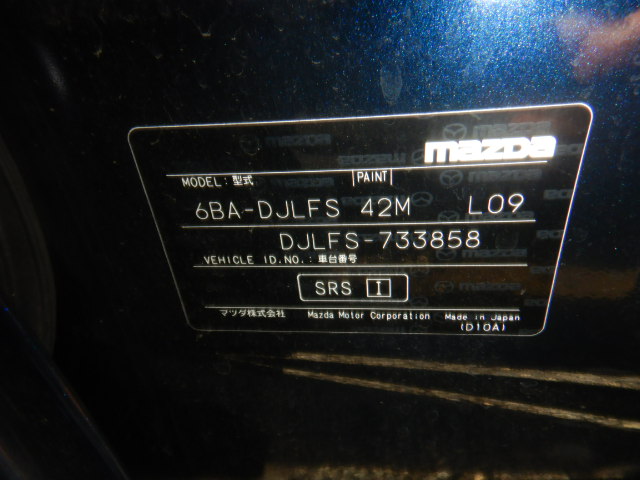 mazda
MODEL: 型式 PAINT
6BA-DJLFS 42M L09
DJLFS-733858
VEHICLE ID.NO.: 車台番号
SRS I
マツダ株式会社 Mazda Motor Corporation Made in Japan
(D10A)